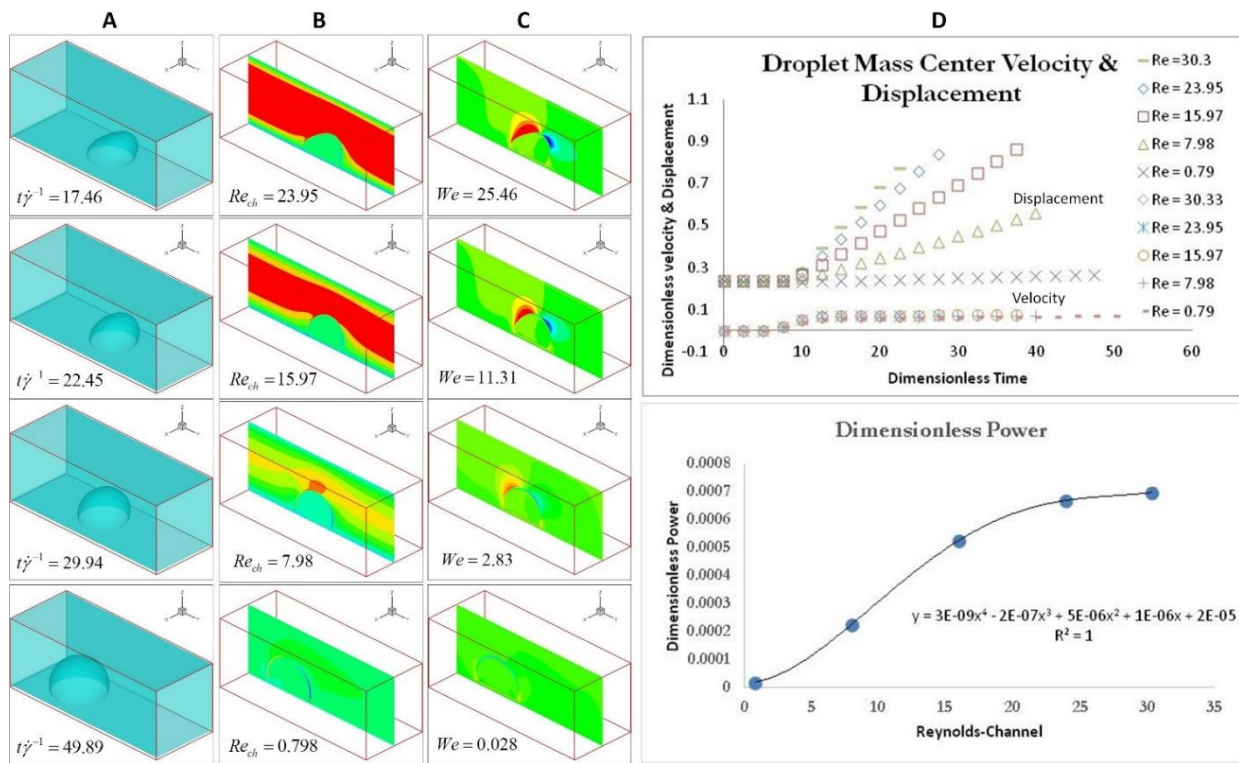 A
B
C
D
tγ̇⁻¹ = 17.46
Re_ch = 23.95
We = 25.46
tγ̇⁻¹ = 22.45
Re_ch = 15.97
We = 11.31
tγ̇⁻¹ = 29.94
Re_ch = 7.98
We = 2.83
tγ̇⁻¹ = 49.89
Re_ch = 0.798
We = 0.028
Droplet Mass Center Velocity &
Displacement
Dimensionless velocity & Displacement
1.1
0.9
0.7
0.5
0.3
0.1
-0.1
0 10 20 30 40 50 60
Dimensionless Time
Displacement
Velocity
Re =30.3
Re = 23.95
Re = 15.97
Re = 7.98
Re = 0.79
Re = 30.33
Re = 23.95
Re = 15.97
Re = 7.98
Re = 0.79
Dimensionless Power
Dimensionless Power
0.0008
0.0007
0.0006
0.0005
0.0004
0.0003
0.0002
0.0001
0
y = 3E-09x⁴ - 2E-07x³ + 5E-06x² + 1E-06x + 2E-05
R² = 1
0 5 10 15 20 25 30 35
Reynolds-Channel